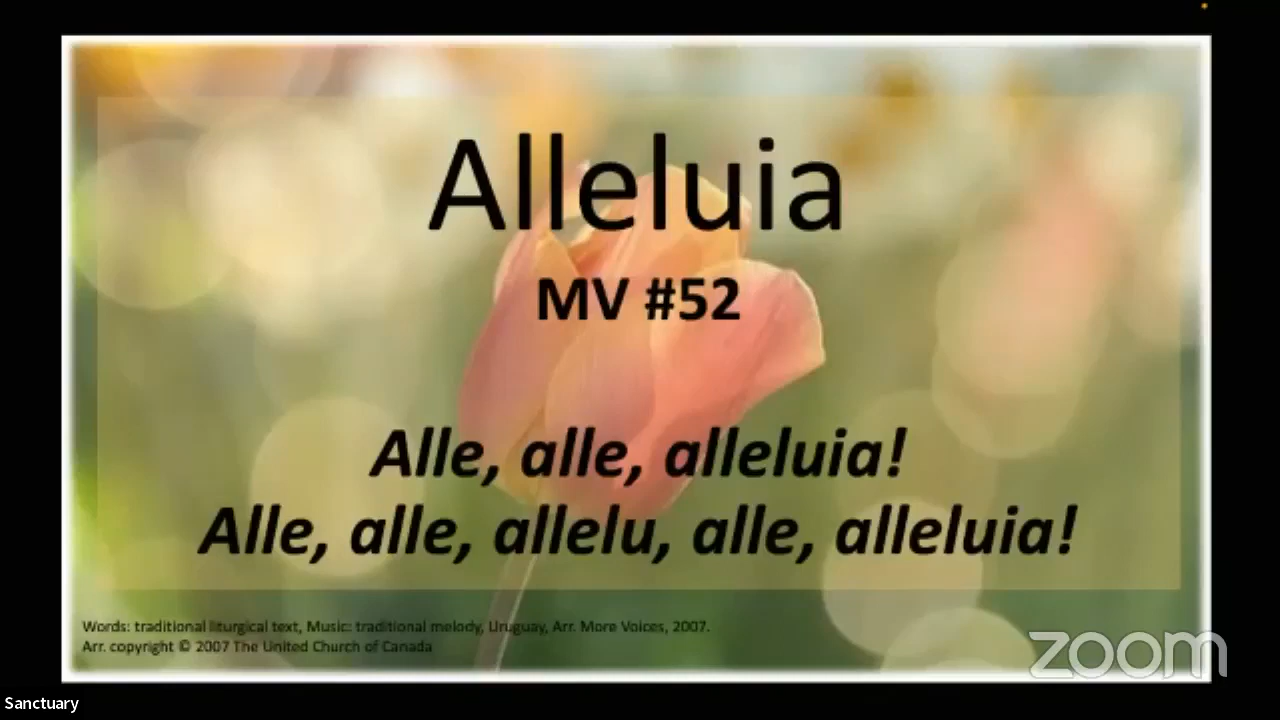 Alleluia
MV #52
Alle, alle, alleluia!
Alle, alle, allelu, alle, alleluia!
Words: traditional liturgical text, Music: traditional melody, Uruguay, Arr. More Voices, 2007.
Arr. copyright © 2007 The United Church of Canada
zoom
Sanctuary